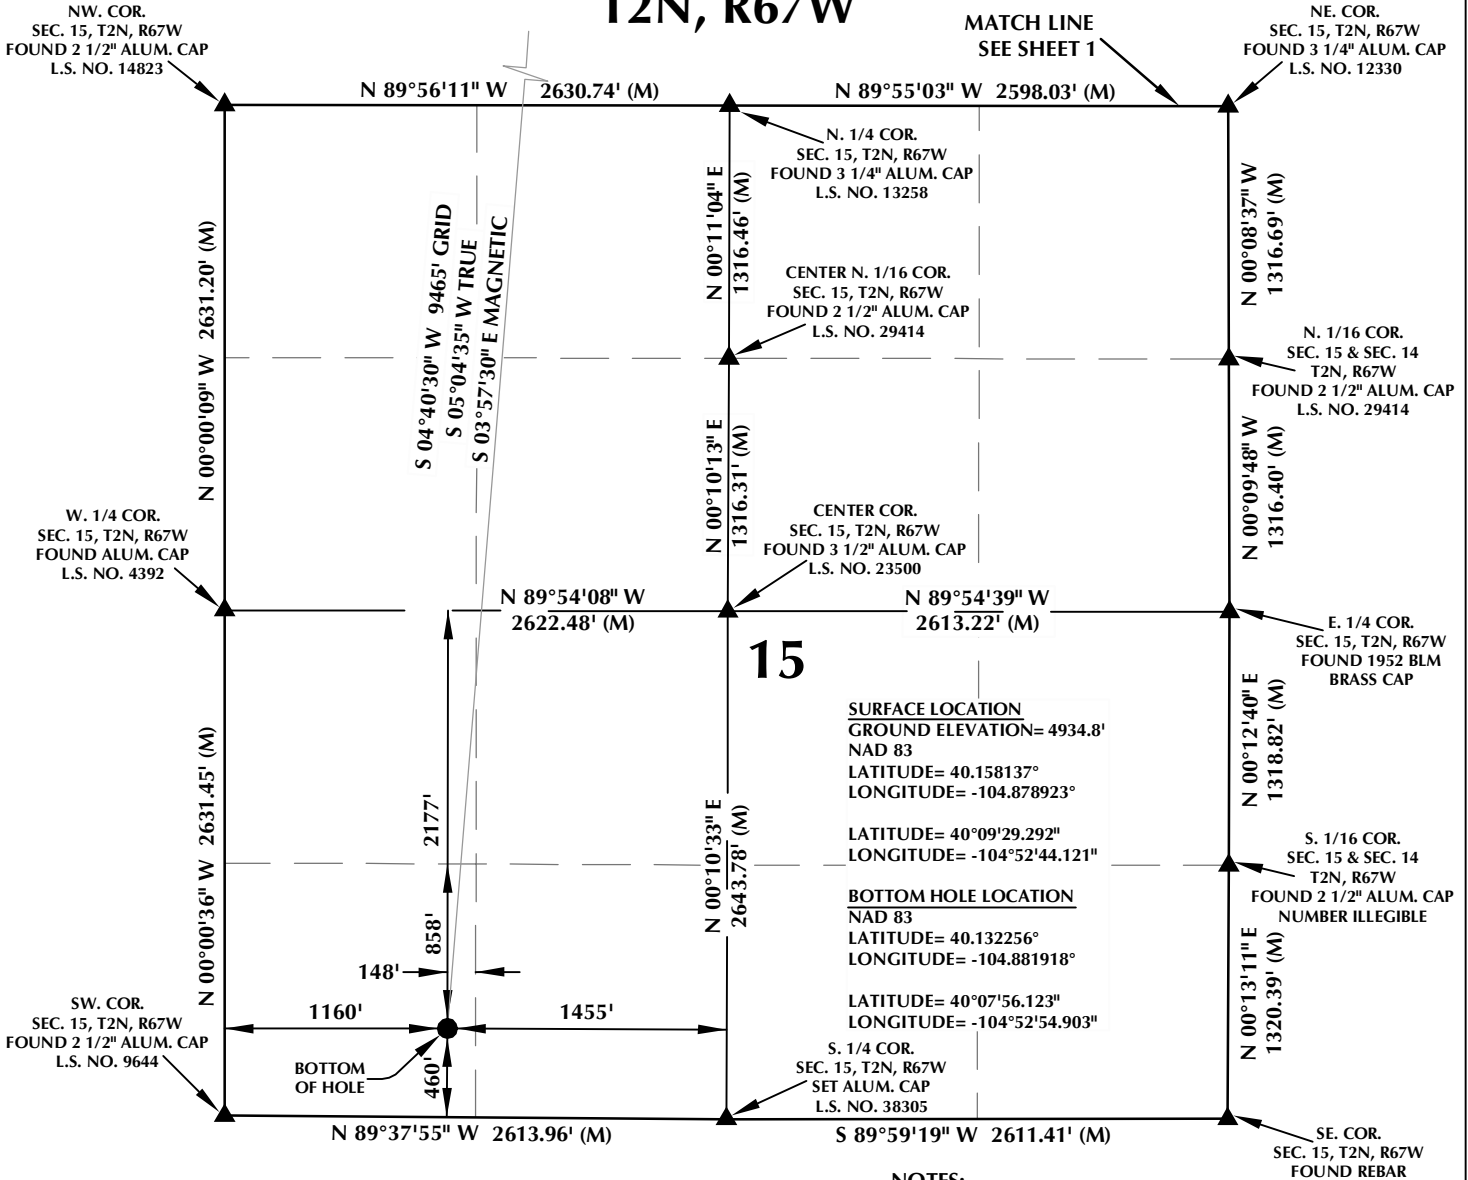 T2N, R67W
NW. COR.
SEC. 15, T2N, R67W
FOUND 2 1/2" ALUM. CAP
L.S. NO. 14823
MATCH LINE
SEE SHEET 1
NE. COR.
SEC. 15, T2N, R67W
FOUND 3 1/4" ALUM. CAP
L.S. NO. 12330
N 89°56'11" W 2630.74' (M)
N 89°55'03" W 2598.03' (M)
N. 1/4 COR.
SEC. 15, T2N, R67W
FOUND 3 1/4" ALUM. CAP
L.S. NO. 13258
N 00°00'09" W 2631.20' (M)
S 04°40'30" W 9465' GRID
S 05°04'35" W TRUE
S 03°57'30" E MAGNETIC
N 00°11'04" E
1316.46' (M)
N 00°08'37" W
1316.69' (M)
CENTER N. 1/16 COR.
SEC. 15, T2N, R67W
FOUND 2 1/2" ALUM. CAP
L.S. NO. 29414
N. 1/16 COR.
SEC. 15 & SEC. 14
T2N, R67W
FOUND 2 1/2" ALUM. CAP
L.S. NO. 29414
N 00°10'13" E
1316.31' (M)
N 00°09'48" W
1316.40' (M)
W. 1/4 COR.
SEC. 15, T2N, R67W
FOUND ALUM. CAP
L.S. NO. 4392
CENTER COR.
SEC. 15, T2N, R67W
FOUND 3 1/2" ALUM. CAP
L.S. NO. 23500
N 89°54'08" W
2622.48' (M)
N 89°54'39" W
2613.22' (M)
E. 1/4 COR.
SEC. 15, T2N, R67W
FOUND 1952 BLM
BRASS CAP
15
SURFACE LOCATION
GROUND ELEVATION= 4934.8'
NAD 83
LATITUDE= 40.158137°
LONGITUDE= -104.878923°
LATITUDE= 40°09'29.292"
LONGITUDE= -104°52'44.121"
BOTTOM HOLE LOCATION
NAD 83
LATITUDE= 40.132256°
LONGITUDE= -104.881918°
LATITUDE= 40°07'56.123"
LONGITUDE= -104°52'54.903"
N 00°00'36" W 2631.45' (M)
2177'
858'
N 00°10'33" E
2643.78' (M)
N 00°12'40" E
1318.82' (M)
S. 1/16 COR.
SEC. 15 & SEC. 14
T2N, R67W
FOUND 2 1/2" ALUM. CAP
NUMBER ILLEGIBLE
N 00°13'11" E
1320.39' (M)
148'
1160'
1455'
460'
BOTTOM
OF HOLE
SW. COR.
SEC. 15, T2N, R67W
FOUND 2 1/2" ALUM. CAP
L.S. NO. 9644
S. 1/4 COR.
SEC. 15, T2N, R67W
SET ALUM. CAP
L.S. NO. 38305
N 89°37'55" W 2613.96' (M)
S 89°59'19" W 2611.41' (M)
SE. COR.
SEC. 15, T2N, R67W
FOUND REBAR
NOTES: